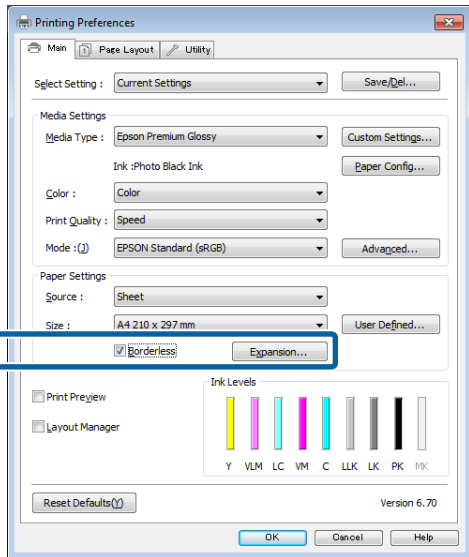 Printing Preferences
Main Page Layout Utility
Select Setting : Current Settings Save/Del...
Media Settings
Media Type : Epson Premium Glossy Custom Settings...
Ink :Photo Black Ink Paper Config...
Color : Color
Print Quality : Speed
Mode :(J) EPSON Standard (sRGB) Advanced...
Paper Settings
Source : Sheet
Size : A4 210 x 297 mm User Defined...
Borderless Expansion...
Print Preview
Ink Levels
Layout Manager
Y VLM LC VM C LLK LK PK MK
Reset Defaults(Y) Version 6.70
OK Cancel Help